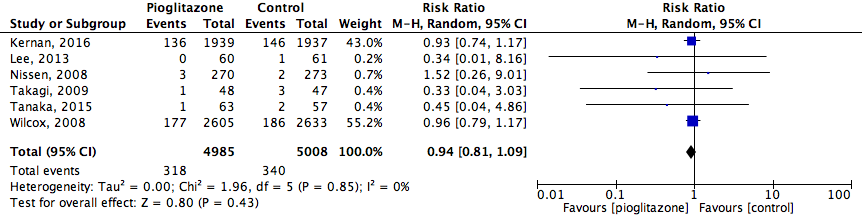 Pioglitazone Control Risk Ratio Risk Ratio
Study or Subgroup Events Total Events Total Weight M-H, Random, 95% CI M-H, Random, 95% CI
Kernan, 2016 136 1939 146 1937 43.0% 0.93 [0.74, 1.17]
Lee, 2013 0 60 1 61 0.2% 0.34 [0.01, 8.16]
Nissen, 2008 3 270 2 273 0.7% 1.52 [0.26, 9.01]
Takagi, 2009 1 48 3 47 0.4% 0.33 [0.04, 3.03]
Tanaka, 2015 1 63 2 57 0.4% 0.45 [0.04, 4.86]
Wilcox, 2008 177 2605 186 2633 55.2% 0.96 [0.79, 1.17]
Total (95% CI) 4985 5008 100.0% 0.94 [0.81, 1.09]
Total events 318 340
Heterogeneity: Tau² = 0.00; Chi² = 1.96, df = 5 (P = 0.85); I² = 0%
Test for overall effect: Z = 0.80 (P = 0.43)
0.01 0.1 1 10 100
Favours [pioglitazone] Favours [control]